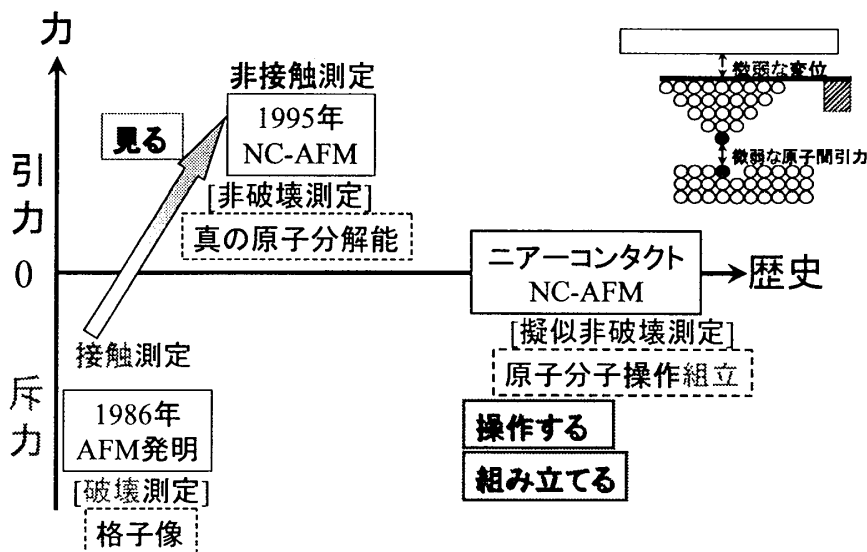 力
引力
0
斥力
歴史
見る
非接触測定
1995年
NC-AFM
[非破壊測定]
真の原子分解能
接触測定
1986年
AFM発明
[破壊測定]
格子像
ニアーコンタクト
NC-AFM
[擬似非破壊測定]
原子分子操作組立
操作する
組み立てる
微弱な変位
微弱な原子間引力